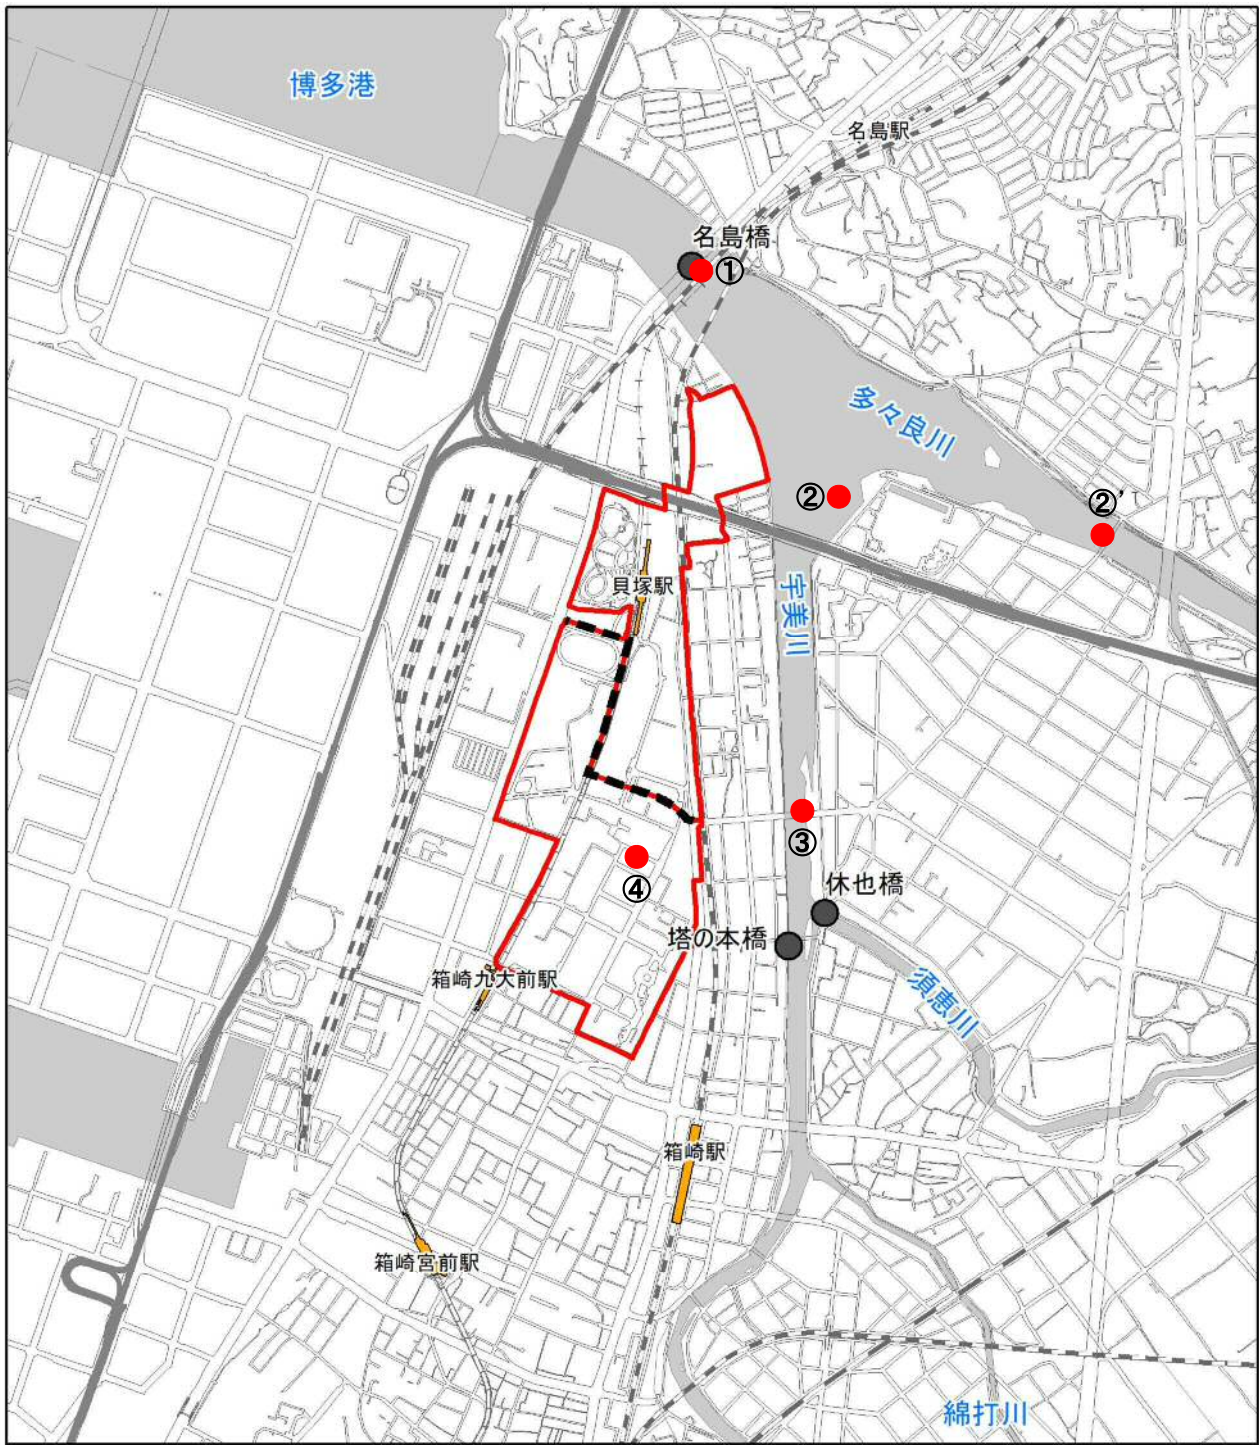 博多港
名島駅
名島橋
①
多々良川
②
②'
貝塚駅
宇美川
③
④
休也橋
塔の本橋
箱崎九大前駅
須恵川
箱崎駅
箱崎宮前駅
綿打川